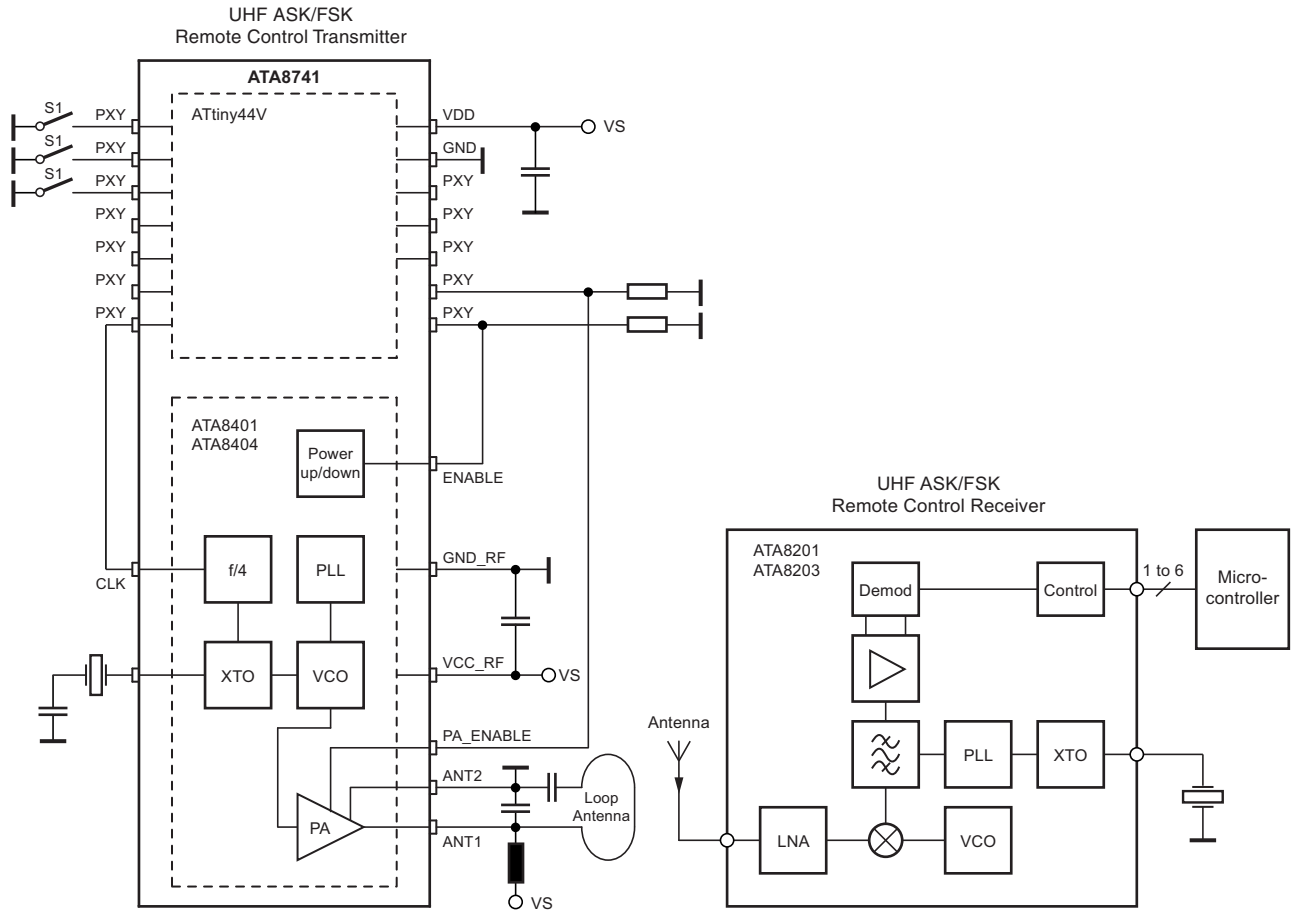 UHF ASK/FSK
Remote Control Transmitter
ATA8741
ATtiny44V
S1
PXY
S1
PXY
S1
PXY
PXY
PXY
PXY
PXY
VDD
VS
GND
PXY
PXY
PXY
PXY
PXY
ATA8401
ATA8404
Power
up/down
ENABLE
CLK
f/4
PLL
GND_RF
XTO
VCO
VCC_RF
VS
PA_ENABLE
ANT2
Loop
Antenna
PA
ANT1
VS
UHF ASK/FSK
Remote Control Receiver
ATA8201
ATA8203
Demod
Control
1 to 6
Micro-
controller
Antenna
PLL
XTO
LNA
VCO